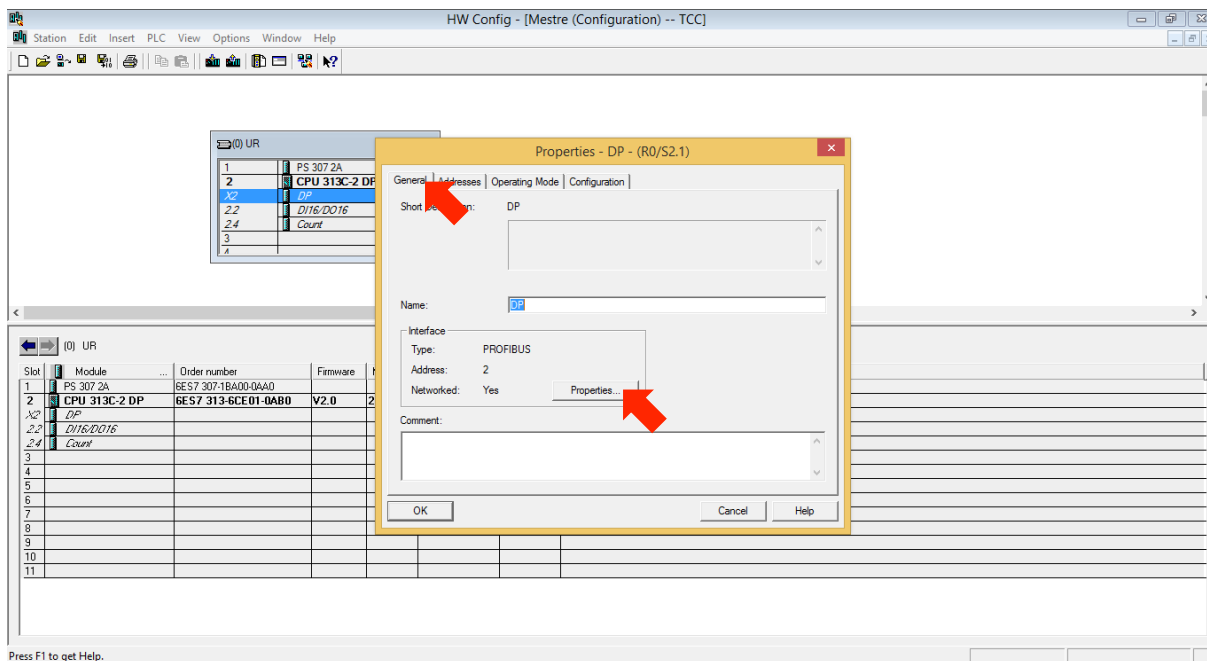 HW Config - [Mestre (Configuration) -- TCC]
Station Edit Insert PLC View Options Window Help
(0) UR
1 PS 307 2A
2 CPU 313C-2 DP
X2 DP
2.2 DI16/DO16
2.4 Count
3
4
Properties - DP - (R0/S2.1)
General Addresses Operating Mode Configuration
Short DP
Name: DP
Interface
Type: PROFIBUS
Address: 2
Networked: Yes Properties...
Comment:
OK Cancel Help
(0) UR
Slot Module ... Order number Firmware
1 PS 307 2A 6ES7 307-1BA00-0AA0
2 CPU 313C-2 DP 6ES7 313-6CE01-0AB0 V2.0 2
X2 DP
2.2 DI16/DO16
2.4 Count
3
4
5
6
7
8
9
10
11
Press F1 to get Help.